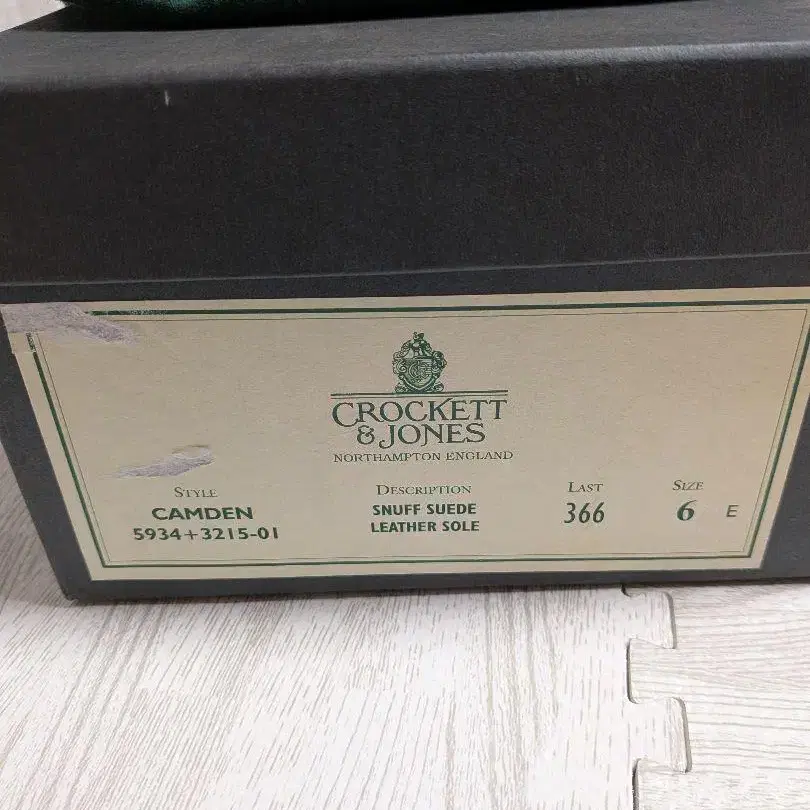 CROCKETT
& JONES
NORTHAMPTON ENGLAND
STYLE
CAMDEN
5934+3215-01
DESCRIPTION
SNUFF SUEDE
LEATHER SOLE
LAST
366
SIZE
6 E